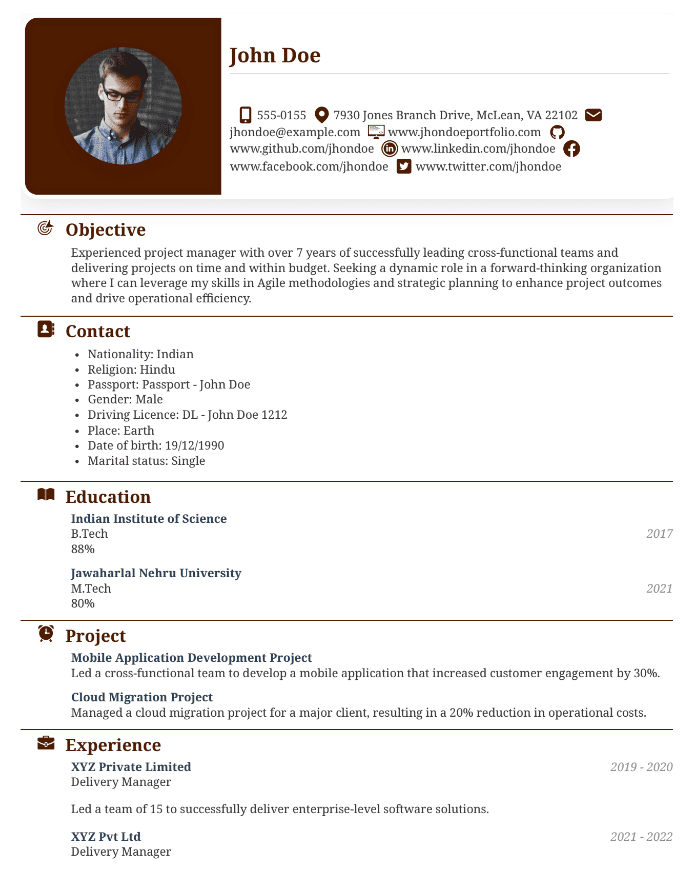 John Doe
555-0155 7930 Jones Branch Drive, McLean, VA 22102
jhondoe@example.com www.jhondoeportfolio.com
www.github.com/jhondoe www.linkedin.com/jhondoe
www.facebook.com/jhondoe www.twitter.com/jhondoe
Objective
Experienced project manager with over 7 years of successfully leading cross-functional teams and
delivering projects on time and within budget. Seeking a dynamic role in a forward-thinking organization
where I can leverage my skills in Agile methodologies and strategic planning to enhance project outcomes
and drive operational efficiency.
Contact
• Nationality: Indian
• Religion: Hindu
• Passport: Passport - John Doe
• Gender: Male
• Driving Licence: DL - John Doe 1212
• Place: Earth
• Date of birth: 19/12/1990
• Marital status: Single
Education
Indian Institute of Science
B.Tech 2017
88%
Jawaharlal Nehru University
M.Tech 2021
80%
Project
Mobile Application Development Project
Led a cross-functional team to develop a mobile application that increased customer engagement by 30%.
Cloud Migration Project
Managed a cloud migration project for a major client, resulting in a 20% reduction in operational costs.
Experience
XYZ Private Limited 2019 - 2020
Delivery Manager
Led a team of 15 to successfully deliver enterprise-level software solutions.
XYZ Pvt Ltd 2021 - 2022
Delivery Manager